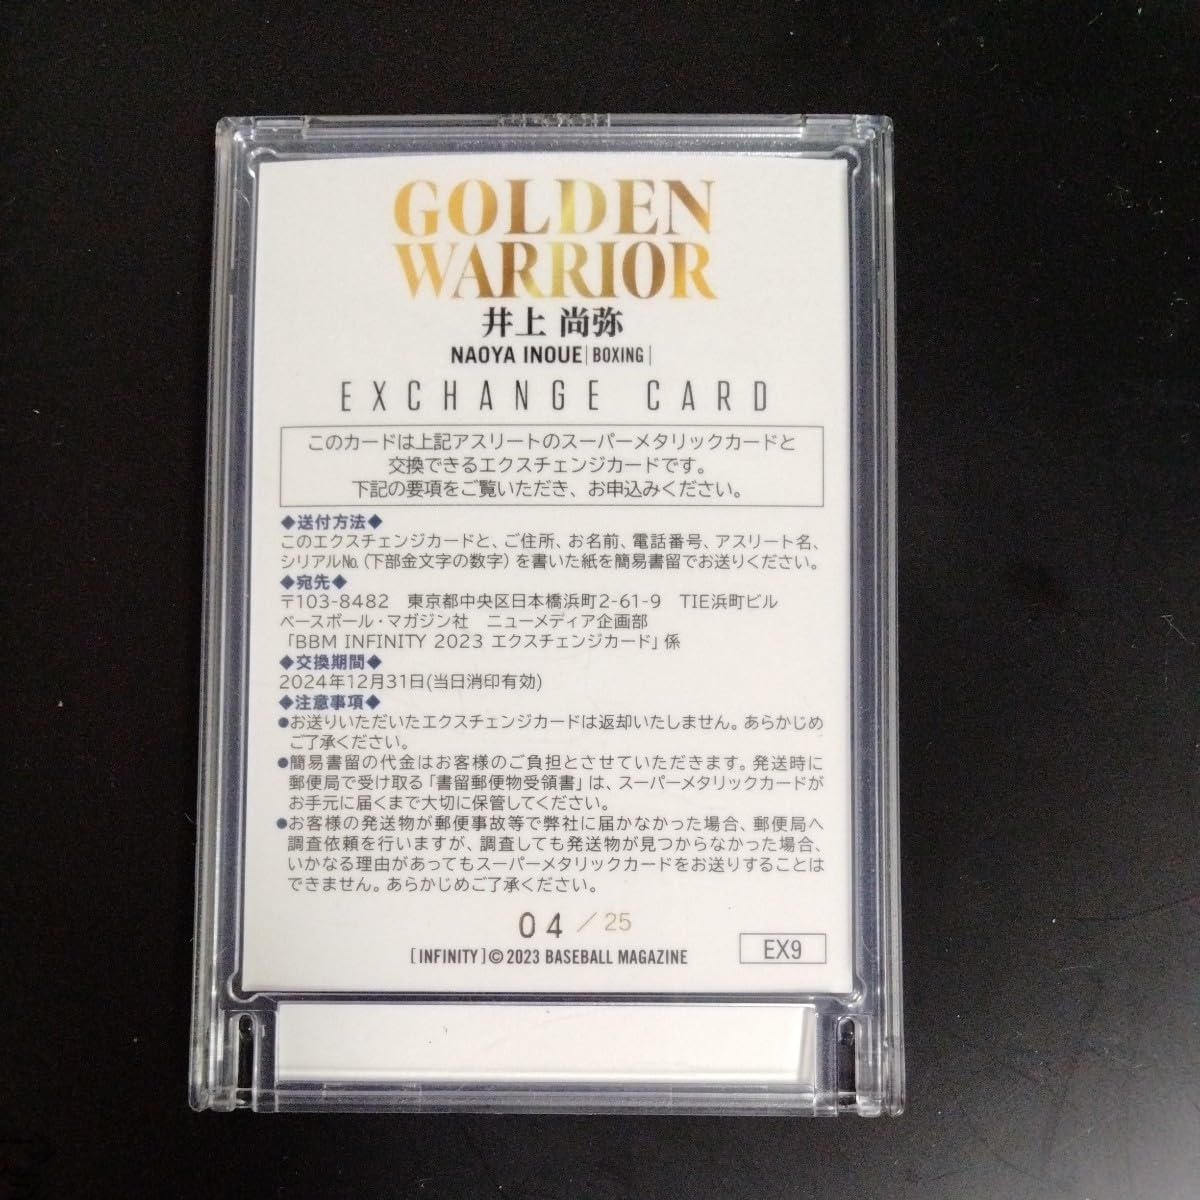 GOLDEN
WARRIOR
井上 尚弥
NAOYA INOUE|BOXING|
EXCHANGE CARD
このカードは上記アスリートのスーパーメタリックカードと
交換できるエクスチェンジカードです。
下記の要項をご覧いただき、お申込みください。
◆送付方法◆
このエクスチェンジカードと、ご住所、お名前、電話番号、アスリート名、
シリアルNo.(下部金文字の数字)を書いた紙を簡易書留でお送りください。
◆宛先◆
〒103-8482 東京都中央区日本橋浜町2-61-9 TIE浜町ビル
ベースボール・マガジン社 ニューメディア企画部
「BBM INFINITY 2023 エクスチェンジカード」係
◆交換期間◆
2024年12月31日(当日消印有効)
◆注意事項◆
●お送りいただいたエクスチェンジカードは返却いたしません。あらかじめ
ご了承ください。
●簡易書留の代金はお客様のご負担とさせていただきます。発送時に
郵便局で受け取る「書留郵便物受領書」は、スーパーメタリックカードが
お手元に届くまで大切に保管してください。
●お客様の発送物が郵便事故等で弊社に届かなかった場合、郵便局へ
調査依頼を行いますが、調査しても発送物が見つからなかった場合、
いかなる理由があってもスーパーメタリックカードをお送りすることは
できません。あらかじめご了承ください。
04/25
[INFINITY]©2023 BASEBALL MAGAZINE
EX9